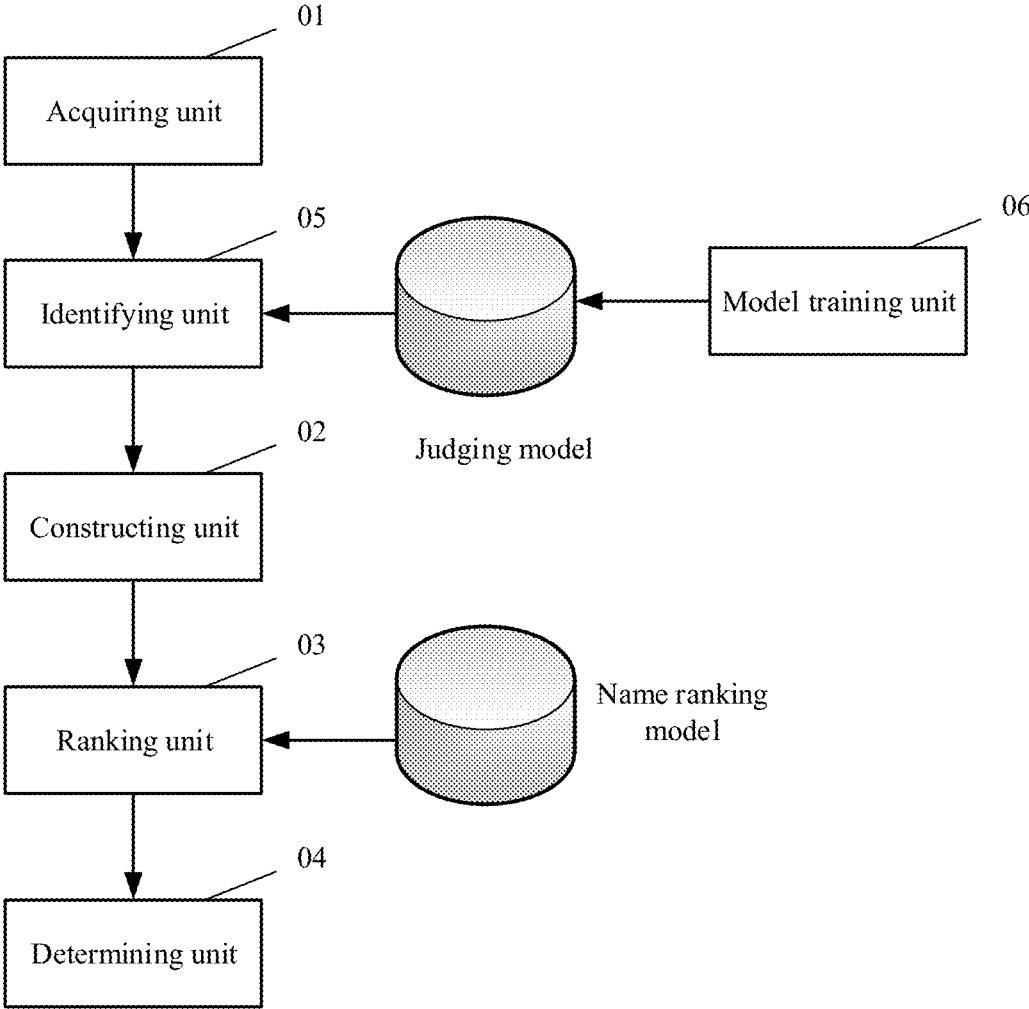 01
Acquiring unit
05
06
Identifying unit
Model training unit
02
Judging model
Constructing unit
03
Name ranking
model
Ranking unit
04
Determining unit